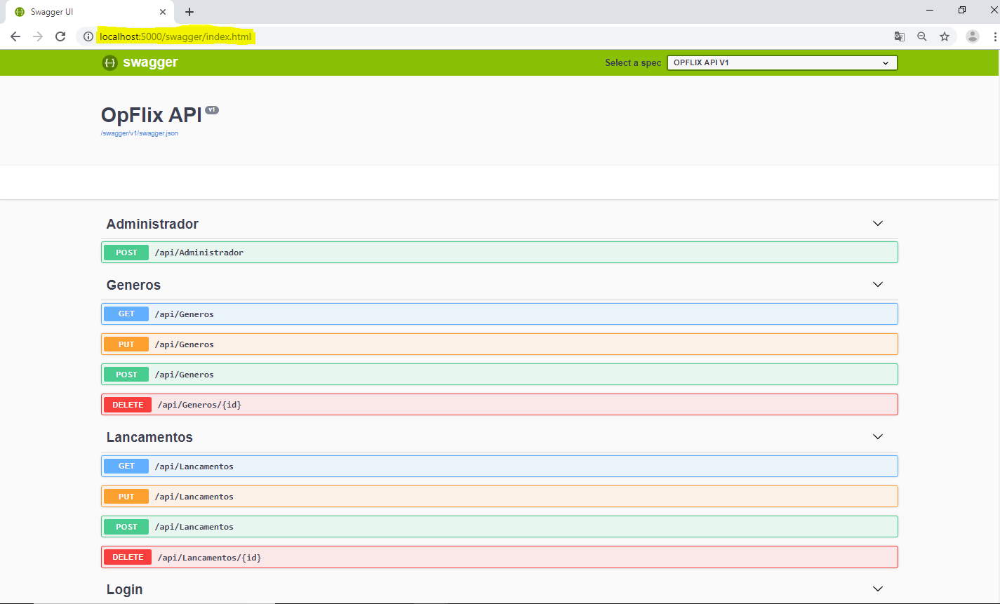 Swagger UI
localhost:5000/swagger/index.html
swagger
Select a spec
OPFLIX API V1
OpFlix API v1
/swagger/v1/swagger.json
Administrador
POST /api/Administrador
Generos
GET /api/Generos
PUT /api/Generos
POST /api/Generos
DELETE /api/Generos/{id}
Lancamentos
GET /api/Lancamentos
PUT /api/Lancamentos
POST /api/Lancamentos
DELETE /api/Lancamentos/{id}
Login